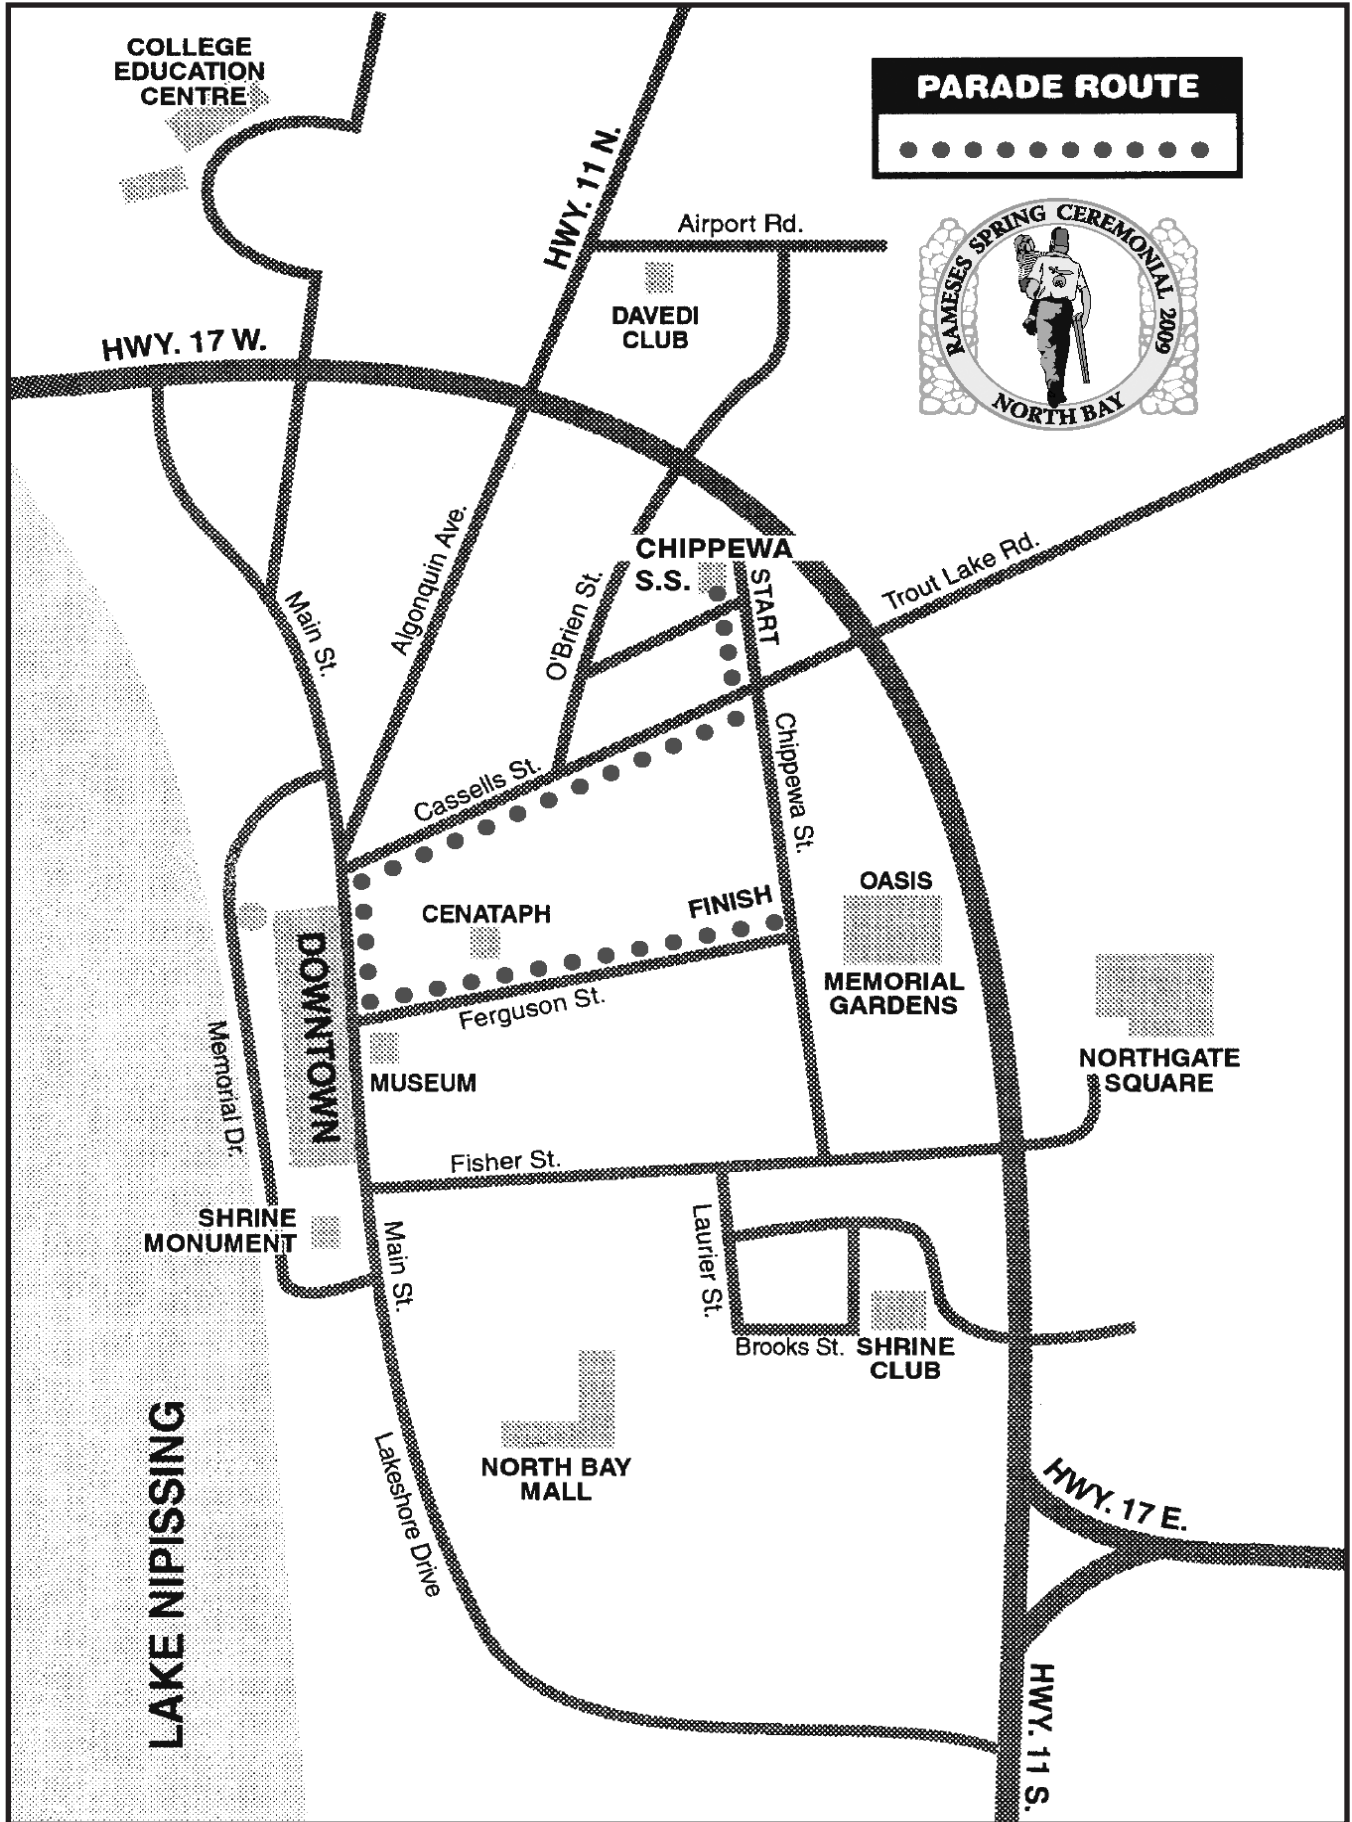 COLLEGE
EDUCATION
CENTRE
PARADE ROUTE
HWY. 11 N.
Airport Rd.
RAMESES SPRING CEREMONIAL 2009
NORTH BAY
DAVEDI
CLUB
HWY. 17 W.
Algonquin Ave.
CHIPPEWA
S.S.
START
Trout Lake Rd.
O'Brien St.
Main St.
Chippewa St.
Cassells St.
OASIS
FINISH
CENATAPH
DOWNTOWN
MEMORIAL
GARDENS
Ferguson St.
Memorial Dr.
MUSEUM
NORTHGATE
SQUARE
Fisher St.
SHRINE
MONUMENT
Main St.
Laurier St.
Brooks St.
SHRINE
CLUB
LAKE NIPISSING
Lakeshore Drive
NORTH BAY
MALL
HWY. 17 E.
HWY. 11 S.